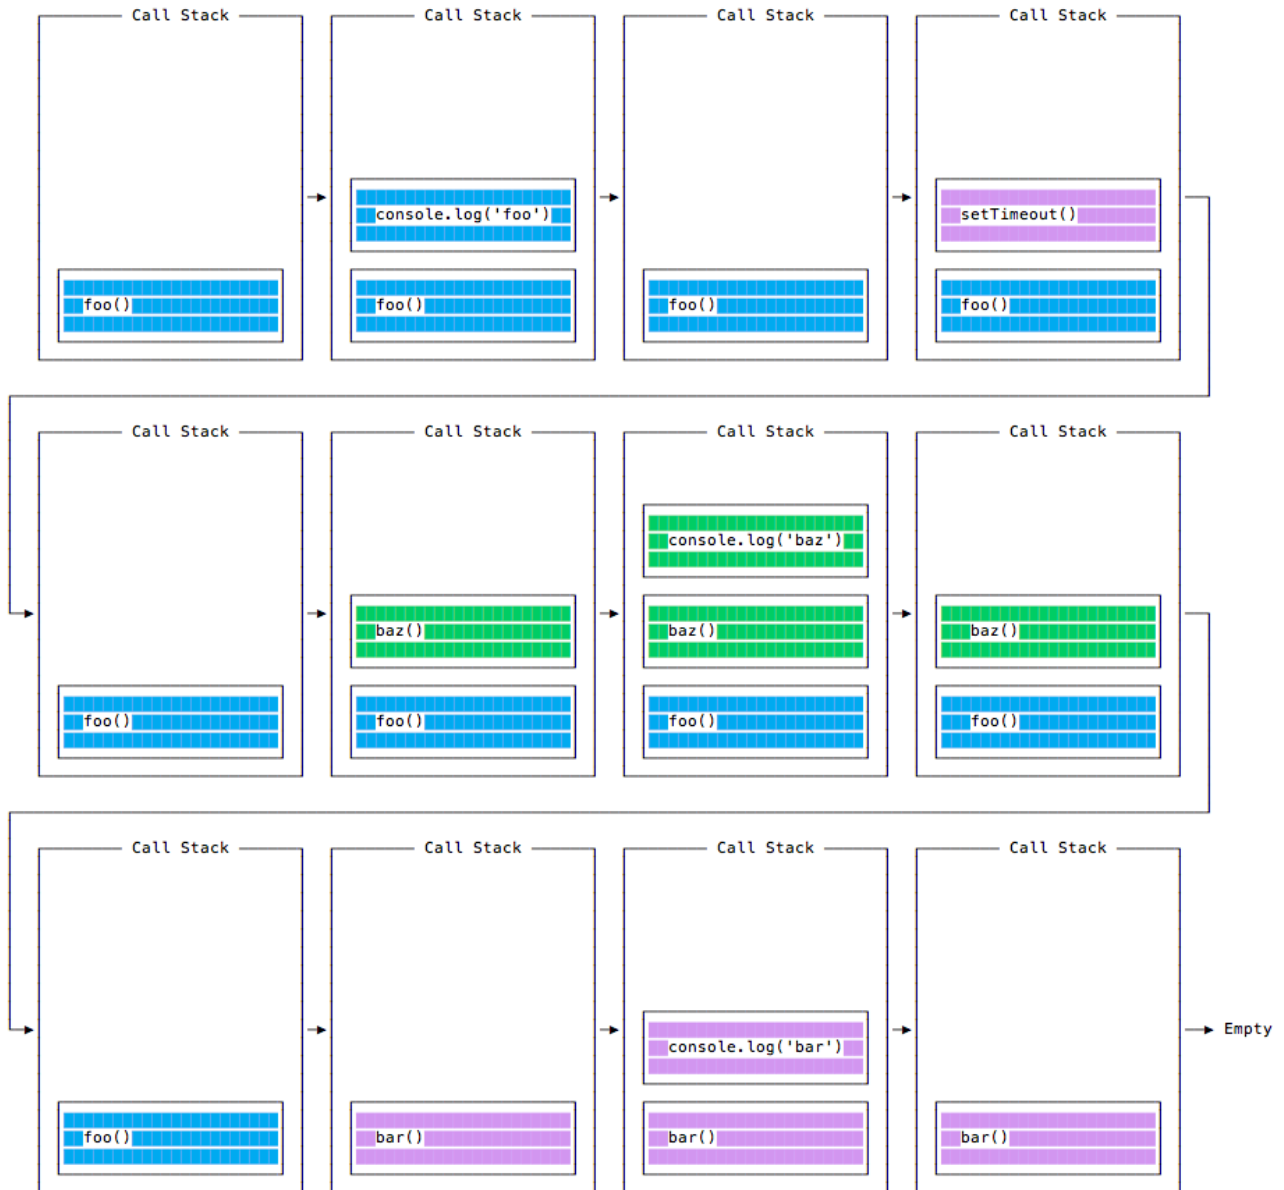 Call Stack Call Stack Call Stack Call Stack
console.log('foo') setTimeout()
foo() foo() foo() foo()
Call Stack Call Stack Call Stack Call Stack
console.log('baz')
baz() baz() baz()
foo() foo() foo() foo()
Call Stack Call Stack Call Stack Call Stack
Empty
console.log('bar')
foo() bar() bar() bar()